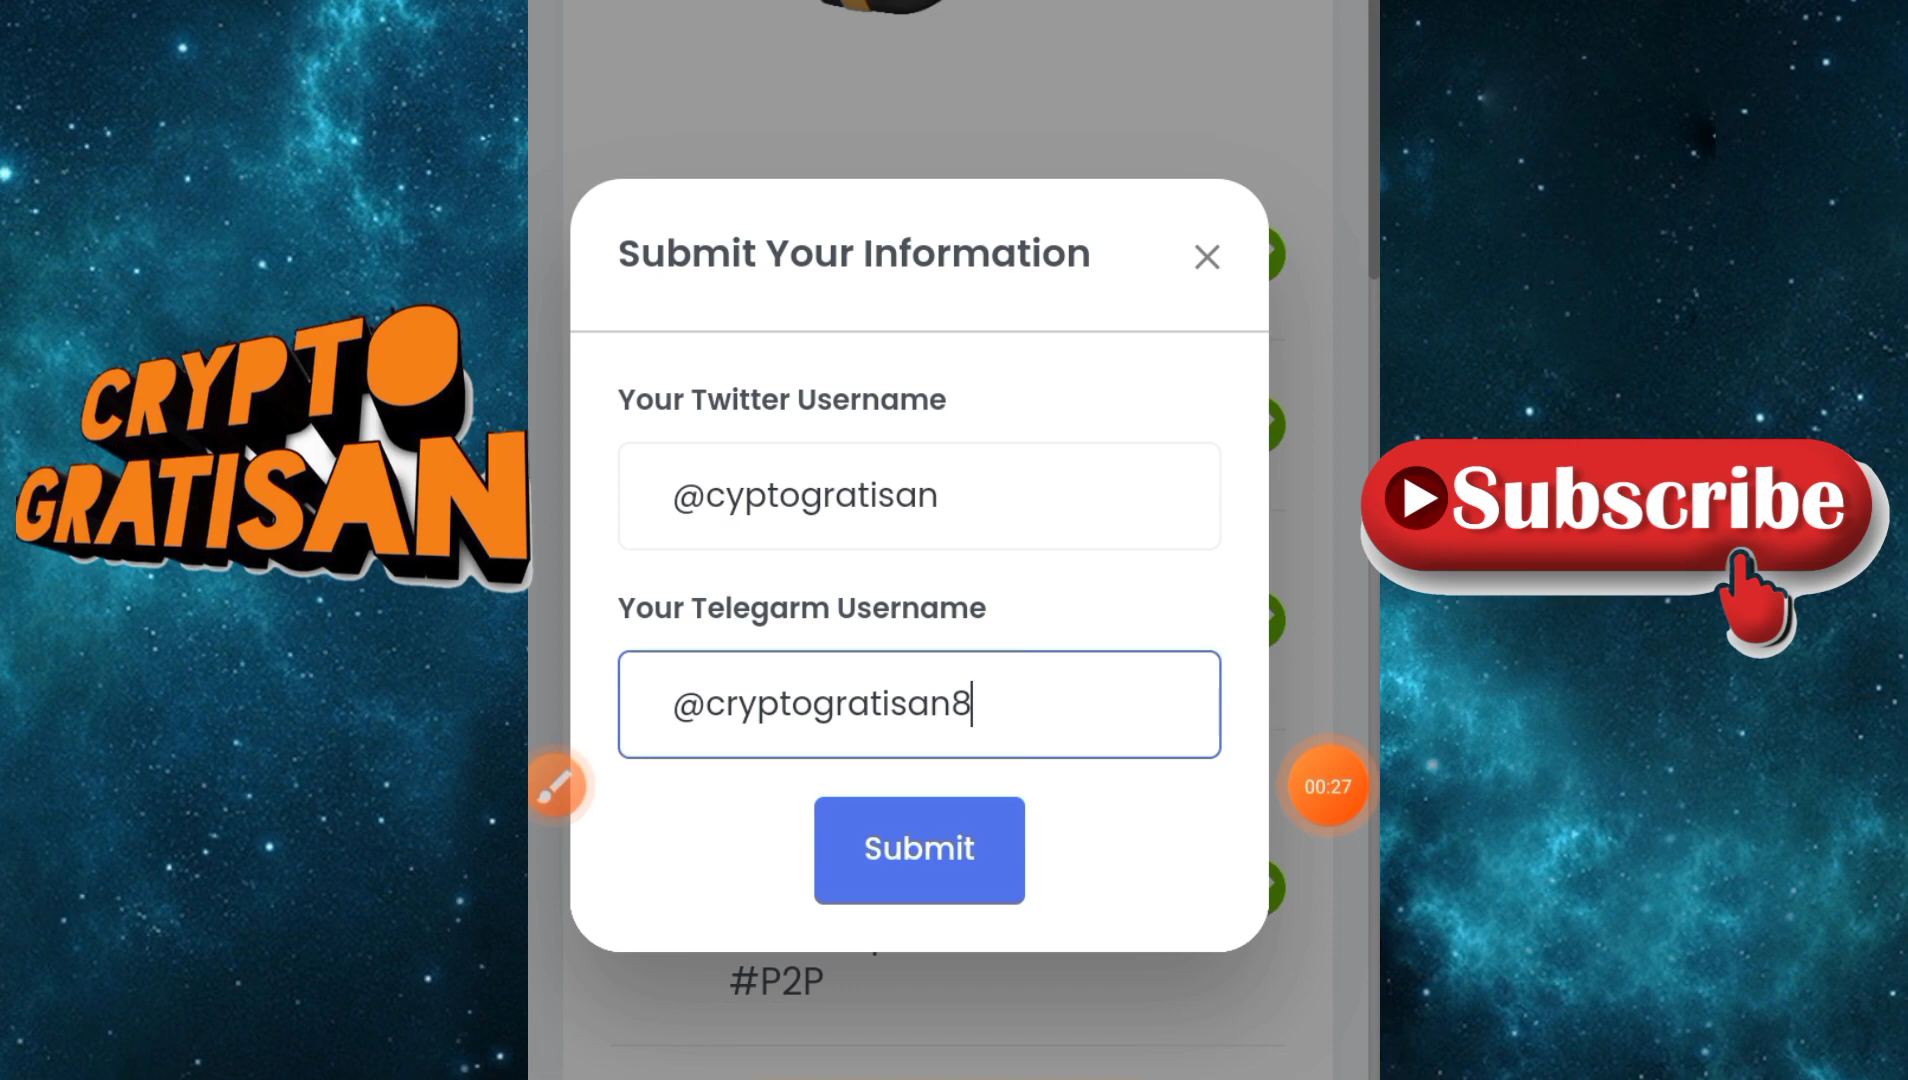 CRYPTO
GRATISAN
Submit Your Information
Your Twitter Username
@cyptogratisan
Your Telegarm Username
@cryptogratisan8
Submit
#P2P
00:27
Subscribe